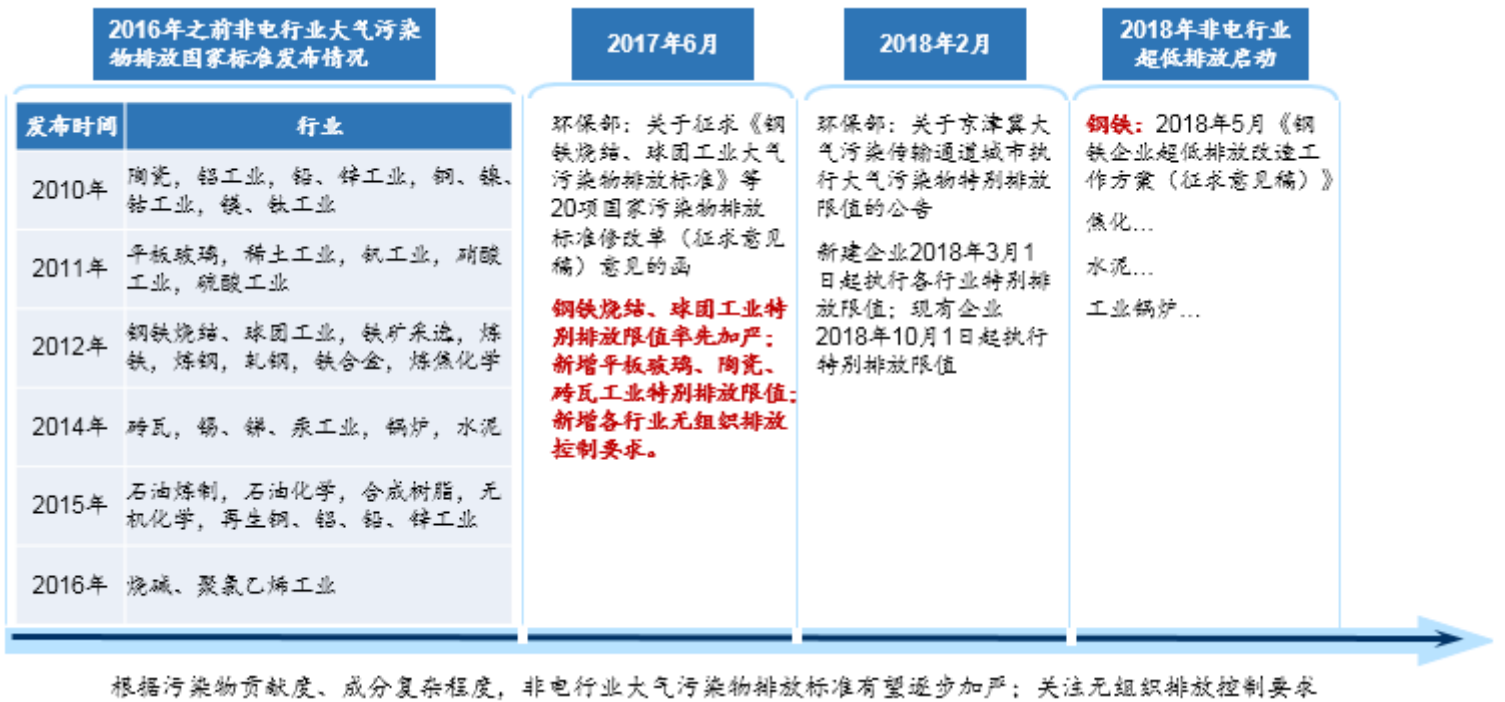 2016年之前非电行业大气污染
物排放国家标准发布情况
发布时间
行业
2010年
陶瓷，铝工业，铅、锌工业，铜、镍、
钴工业，镁、钛工业
2011年
平板玻璃，稀土工业，钒工业，硝酸
工业，硫酸工业
2012年
钢铁烧结、球团工业，铁矿采选，炼
铁，炼钢，轧钢，铁合金，炼焦化学
2014年
砖瓦，锡、锑、汞工业，锅炉，水泥
2015年
石油炼制，石油化学，合成树脂，无
机化学，再生铜、铝、铅、锌工业
2016年
烧碱、聚氯乙烯工业
2017年6月
环保部：关于征求《钢
铁烧结、球团工业大气
污染物排放标准》等
20项国家污染物排放
标准修改单（征求意见
稿）意见的函
钢铁烧结、球团工业特
别排放限值率先加严；
新增平板玻璃、陶瓷、
砖瓦工业特别排放限值；
新增各行业无组织排放
控制要求。
2018年2月
环保部：关于京津冀大
气污染传输通道城市执
行大气污染物特别排放
限值的公告
新建企业2018年3月1
日起执行各行业特别排
放限值；现有企业
2018年10月1日起执行
特别排放限值
2018年非电行业
超低排放启动
钢铁：2018年5月《钢
铁企业超低排放改造工
作方案（征求意见稿）》
焦化…
水泥…
工业锅炉…
根据污染物贡献度、成分复杂程度，非电行业大气污染物排放标准有望逐步加严；关注无组织排放控制要求